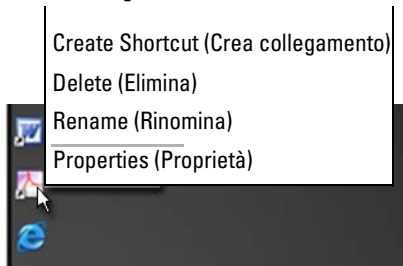 Create Shortcut (Crea collegamento)
Delete (Elimina)
Rename (Rinomina)
Properties (Proprietà)